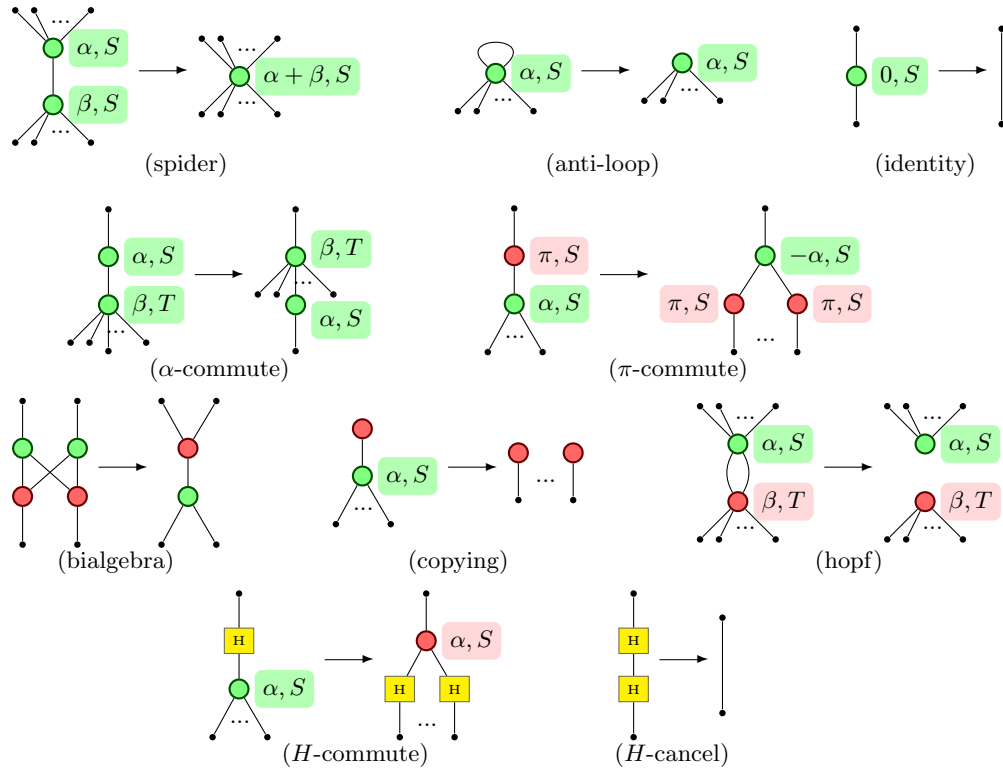 ... α, S
β, S ...
... α + β, S ...
α, S ...
α, S ...
0, S
(spider) (anti-loop) (identity)
α, S
β, T ...
β, T ...
α, S
π, S
α, S ...
−α, S
π, S π, S ...
(α-commute) (π-commute)
α, S ...
...
... α, S
β, T ...
... α, S
β, T ...
(bialgebra) (copying) (hopf)
H
α, S ...
α, S
H H ...
H
H
(H-commute) (H-cancel)